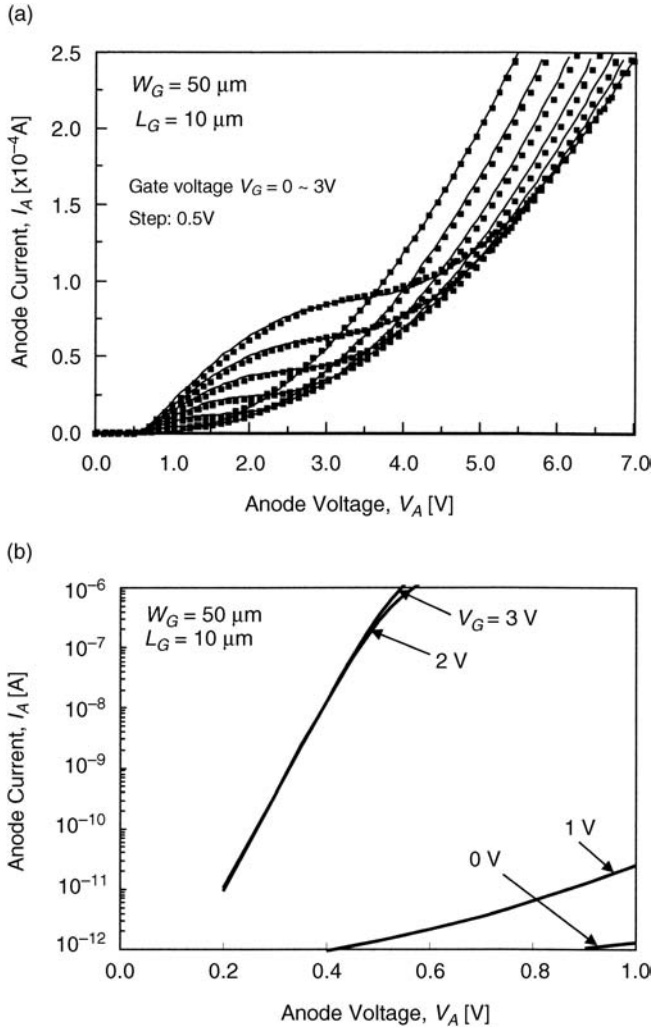 (a)
2.5
2.0
1.5
1.0
0.5
0.0
Anode Current, I_A [x10⁻⁴A]
W_G = 50 μm
L_G = 10 μm
Gate voltage V_G = 0 ~ 3V
Step: 0.5V
0.0 1.0 2.0 3.0 4.0 5.0 6.0 7.0
Anode Voltage, V_A [V]
(b)
10⁻⁶
10⁻⁷
10⁻⁸
10⁻⁹
10⁻¹⁰
10⁻¹¹
10⁻¹²
Anode Current, I_A [A]
W_G = 50 μm
L_G = 10 μm
V_G = 3 V
2 V
1 V
0 V
0.0 0.2 0.4 0.6 0.8 1.0
Anode Voltage, V_A [V]